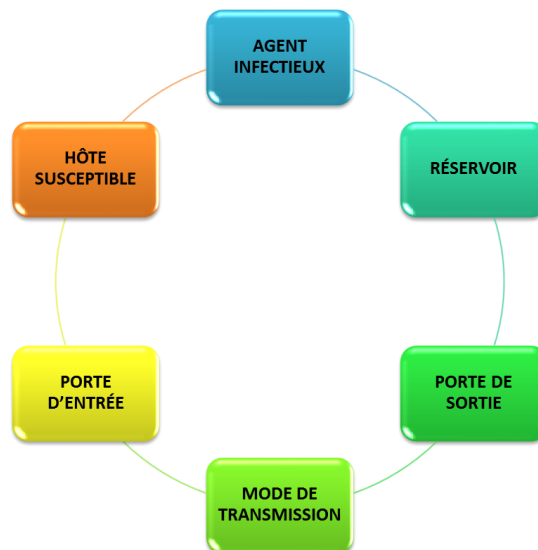 AGENT
INFECTIEUX
RÉSERVOIR
PORTE DE
SORTIE
MODE DE
TRANSMISSION
PORTE
D'ENTRÉE
HÔTE
SUSCEPTIBLE